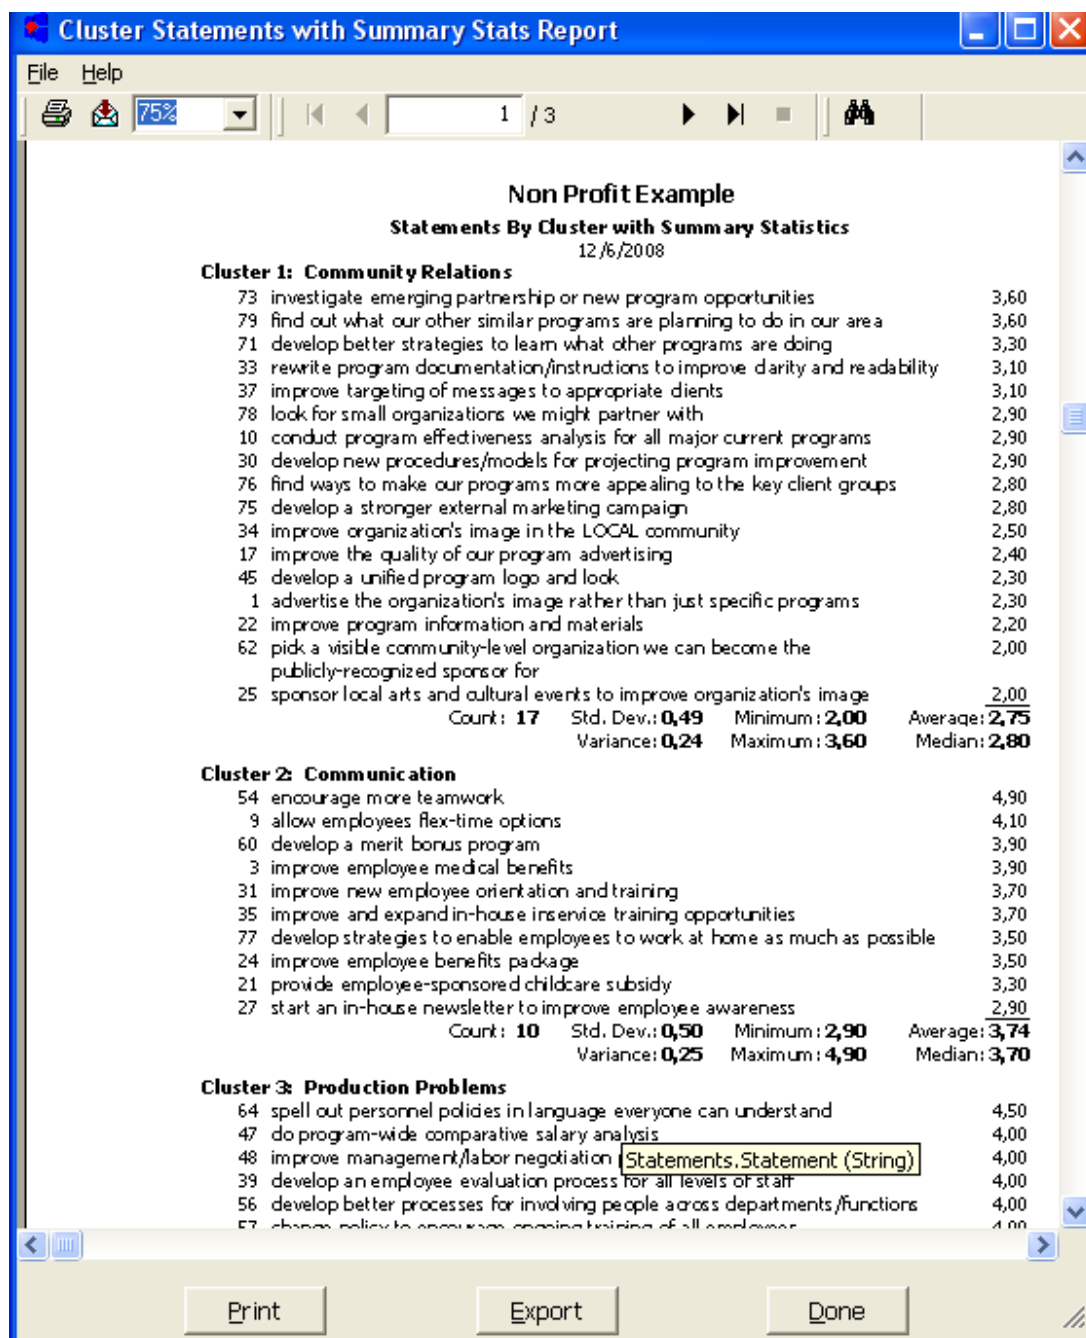 Cluster Statements with Summary Stats Report
File Help
75% 1 / 3
Non Profit Example
Statements By Cluster with Summary Statistics
12/6/2008
Cluster 1: Community Relations
73 investigate emerging partnership or new program opportunities 3,60
79 find out what our other similar programs are planning to do in our area 3,60
71 develop better strategies to learn what other programs are doing 3,30
33 rewrite program documentation/instructions to improve clarity and readability 3,10
37 improve targeting of messages to appropriate clients 3,10
78 look for small organizations we might partner with 2,90
10 conduct program effectiveness analysis for all major current programs 2,90
30 develop new procedures/models for projecting program improvement 2,90
76 find ways to make our programs more appealing to the key client groups 2,80
75 develop a stronger external marketing campaign 2,80
34 improve organization's image in the LOCAL community 2,50
17 improve the quality of our program advertising 2,40
45 develop a unified program logo and look 2,30
1 advertise the organization's image rather than just specific programs 2,30
22 improve program information and materials 2,20
62 pick a visible community-level organization we can become the 2,00
publicly-recognized sponsor for
25 sponsor local arts and cultural events to improve organization's image 2,00
Count: 17 Std. Dev.: 0,49 Minimum: 2,00 Average: 2,75
Variance: 0,24 Maximum: 3,60 Median: 2,80
Cluster 2: Communication
54 encourage more teamwork 4,90
9 allow employees flex-time options 4,10
60 develop a merit bonus program 3,90
3 improve employee medical benefits 3,90
31 improve new employee orientation and training 3,70
35 improve and expand in-house inservice training opportunities 3,70
77 develop strategies to enable employees to work at home as much as possible 3,50
24 improve employee benefits package 3,50
21 provide employee-sponsored childcare subsidy 3,30
27 start an in-house newsletter to improve employee awareness 2,90
Count: 10 Std. Dev.: 0,50 Minimum: 2,90 Average: 3,74
Variance: 0,25 Maximum: 4,90 Median: 3,70
Cluster 3: Production Problems
64 spell out personnel policies in language everyone can understand 4,50
47 do program-wide comparative salary analysis 4,00
48 improve management/labor negotiation 4,00
Statements.Statement (String)
39 develop an employee evaluation process for all levels of staff 4,00
56 develop better processes for involving people across departments/functions 4,00
57 change policy to encourage ongoing training of all employees 4,00
Print Export Done